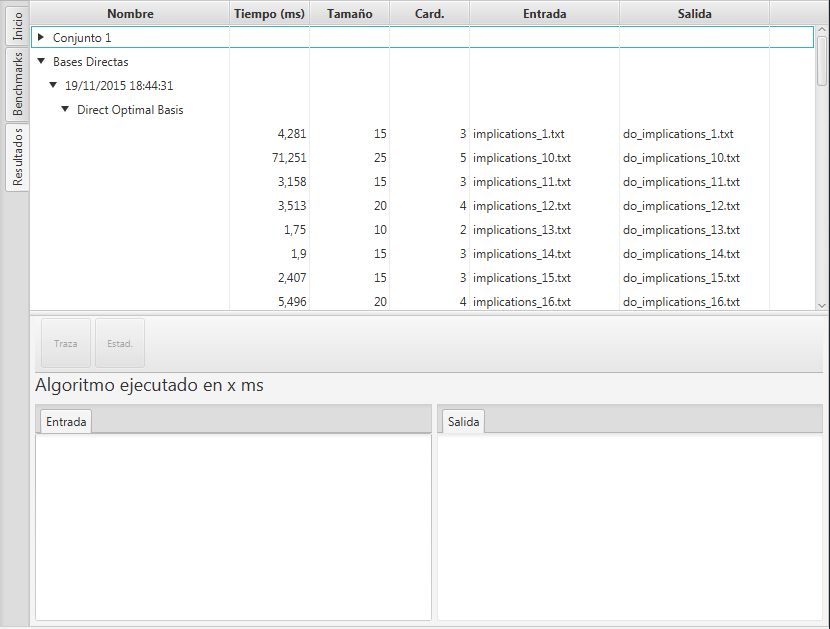 Inicio
Benchmarks
Resultados
Nombre Tiempo (ms) Tamaño Card. Entrada Salida
Conjunto 1
Bases Directas
19/11/2015 18:44:31
Direct Optimal Basis
4,281 15 3 implications_1.txt do_implications_1.txt
71,251 25 5 implications_10.txt do_implications_10.txt
3,158 15 3 implications_11.txt do_implications_11.txt
3,513 20 4 implications_12.txt do_implications_12.txt
1,75 10 2 implications_13.txt do_implications_13.txt
1,9 15 3 implications_14.txt do_implications_14.txt
2,407 15 3 implications_15.txt do_implications_15.txt
5,496 20 4 implications_16.txt do_implications_16.txt
Traza Estad.
Algoritmo ejecutado en x ms
Entrada Salida